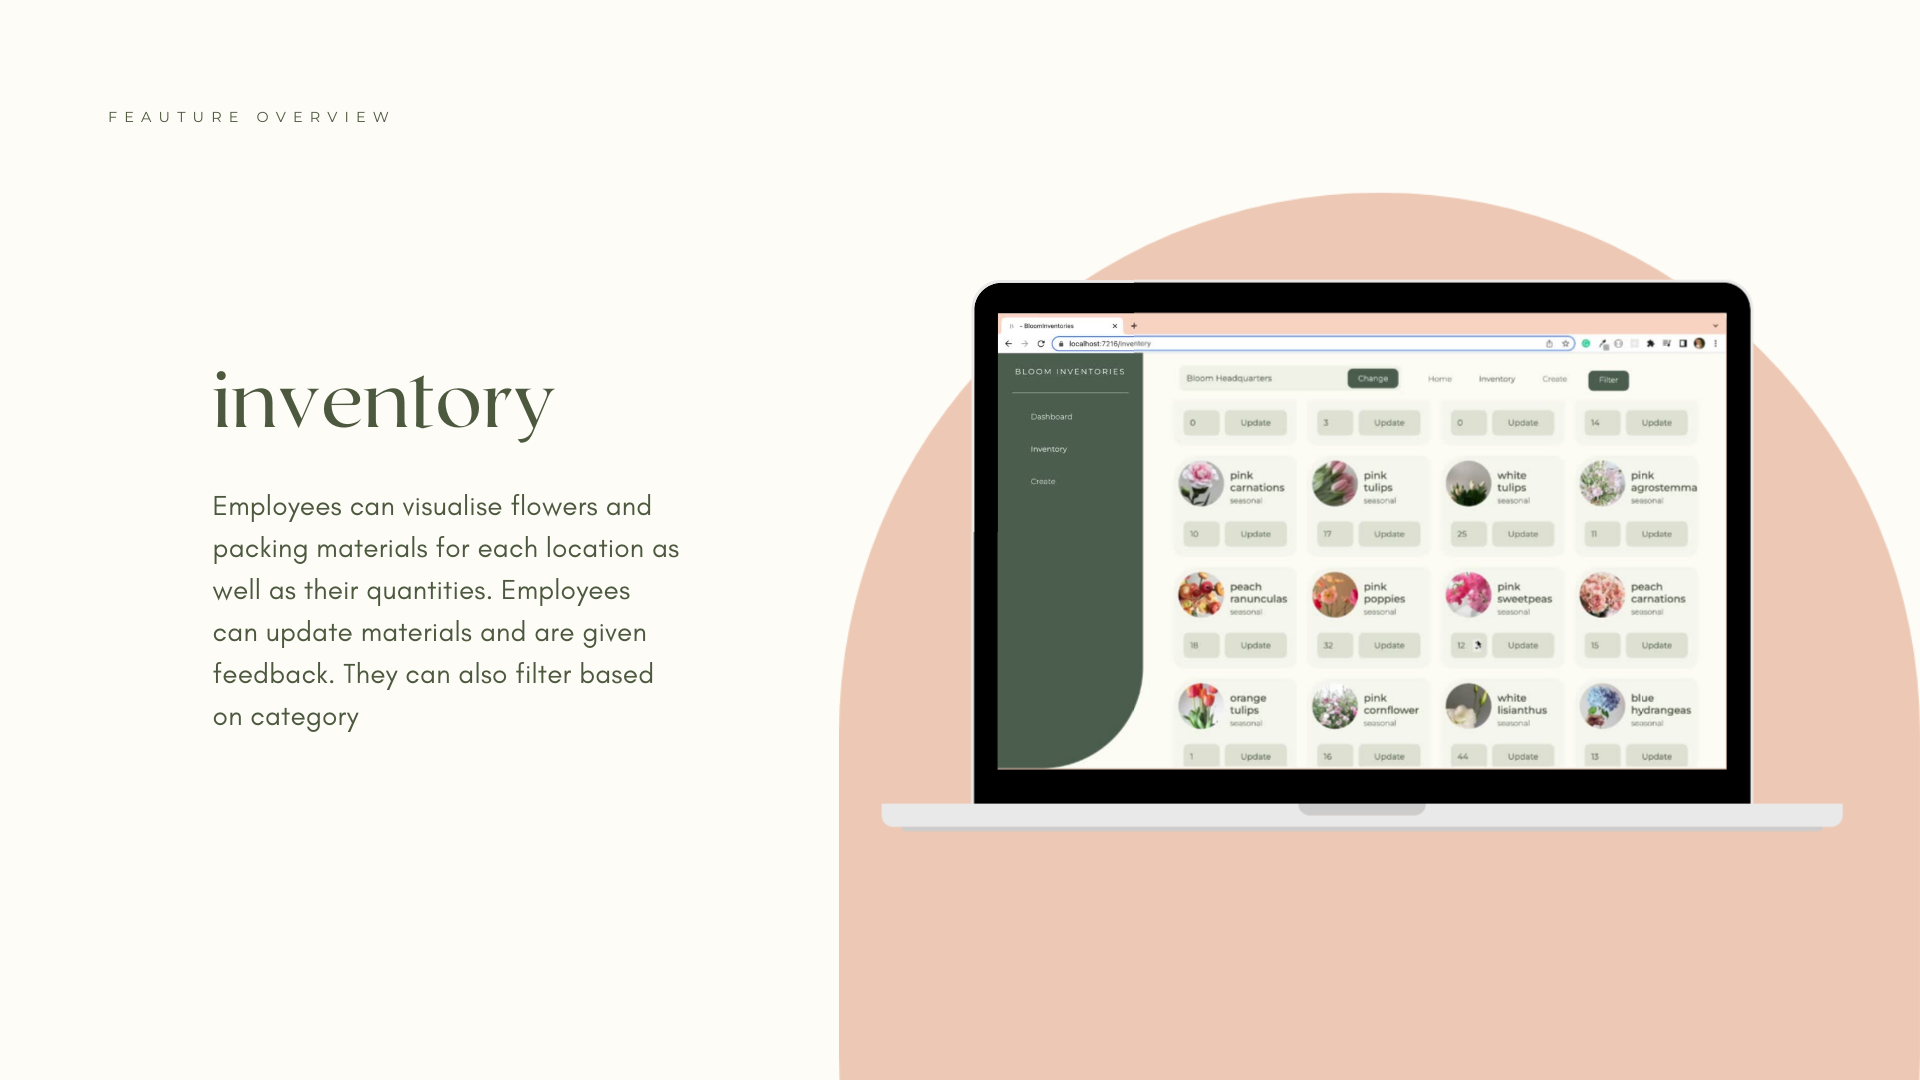 FEAUTURE OVERVIEW
inventory
Employees can visualise flowers and
packing materials for each location as
well as their quantities. Employees
can update materials and are given
feedback. They can also filter based
on category
- BloomInventories
localhost:7216/Inventory
BLOOM INVENTORIES
Dashboard
Inventory
Create
Bloom Headquarters Change Home Inventory Create Filter
0 Update 3 Update 0 Update 14 Update
pink pink white pink
carnations tulips tulips agrostemma
seasonal seasonal seasonal seasonal
10 Update 17 Update 25 Update 11 Update
peach pink pink peach
ranunculas poppies sweetpeas carnations
seasonal seasonal seasonal seasonal
18 Update 32 Update 12 Update 15 Update
orange pink white blue
tulips cornflower lisianthus hydrangeas
seasonal seasonal seasonal seasonal
1 Update 16 Update 44 Update 13 Update